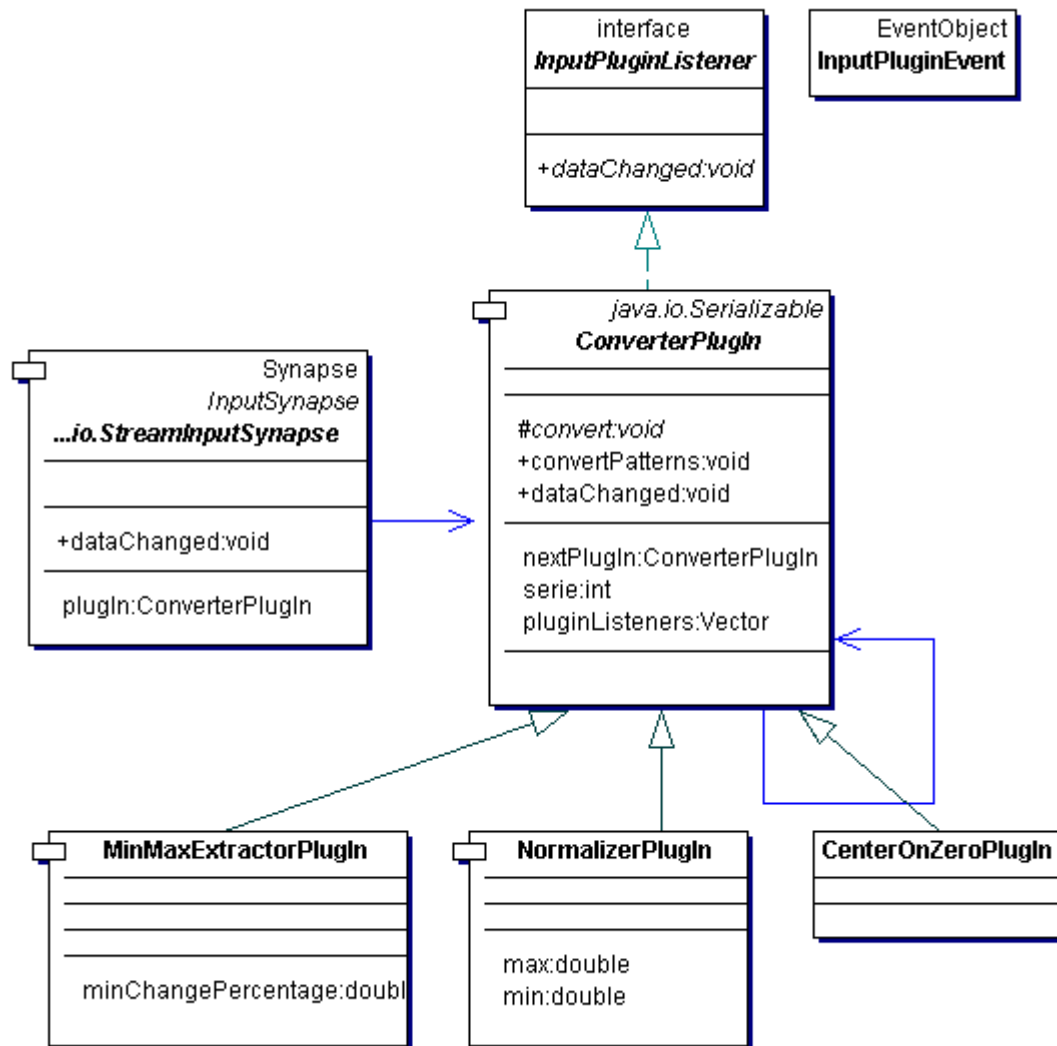 interface
InputPluginListener
+dataChanged:void
EventObject
InputPluginEvent
java.io.Serializable
ConverterPlugIn
#convert:void
+convertPatterns:void
+dataChanged:void
nextPlugIn:ConverterPlugIn
serie:int
pluginListeners:Vector
Synapse
InputSynapse
...io.StreamInputSynapse
+dataChanged:void
plugIn:ConverterPlugIn
MinMaxExtractorPlugIn
minChangePercentage:doubl
NormalizerPlugIn
max:double
min:double
CenterOnZeroPlugIn